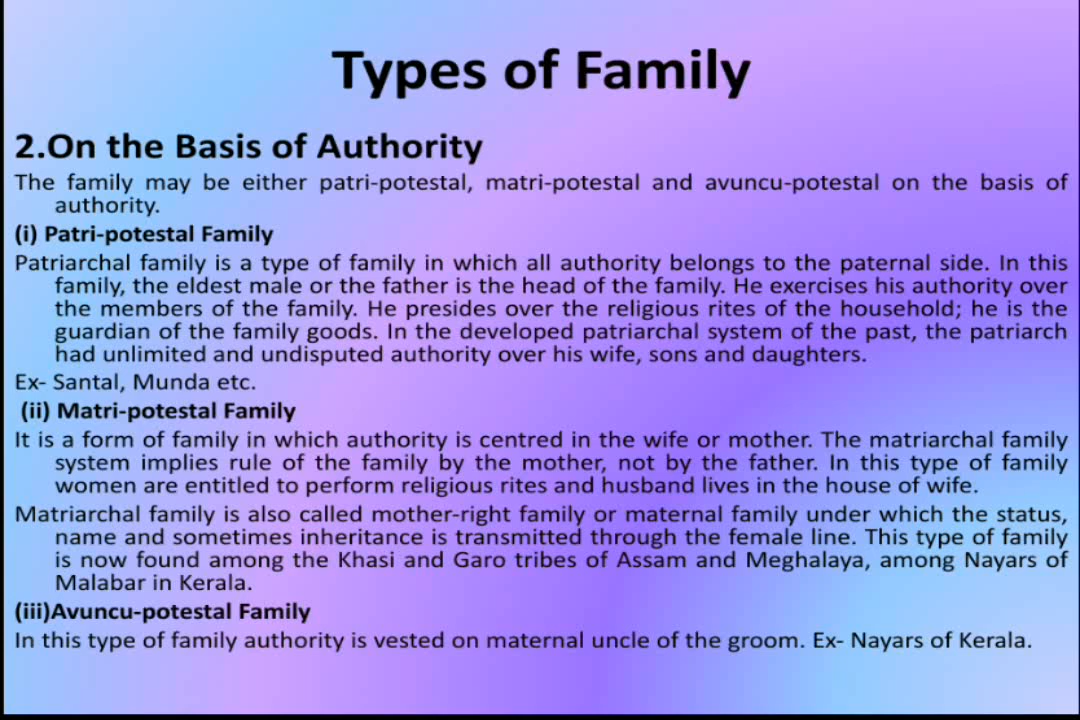 Types of Family
2.On the Basis of Authority
The family may be either patri-potestal, matri-potestal and avuncu-potestal on the basis of
authority.
(i) Patri-potestal Family
Patriarchal family is a type of family in which all authority belongs to the paternal side. In this
family, the eldest male or the father is the head of the family. He exercises his authority over
the members of the family. He presides over the religious rites of the household; he is the
guardian of the family goods. In the developed patriarchal system of the past, the patriarch
had unlimited and undisputed authority over his wife, sons and daughters.
Ex- Santal, Munda etc.
(ii) Matri-potestal Family
It is a form of family in which authority is centred in the wife or mother. The matriarchal family
system implies rule of the family by the mother, not by the father. In this type of family
women are entitled to perform religious rites and husband lives in the house of wife.
Matriarchal family is also called mother-right family or maternal family under which the status,
name and sometimes inheritance is transmitted through the female line. This type of family
is now found among the Khasi and Garo tribes of Assam and Meghalaya, among Nayars of
Malabar in Kerala.
(iii)Avuncu-potestal Family
In this type of family authority is vested on maternal uncle of the groom. Ex- Nayars of Kerala.